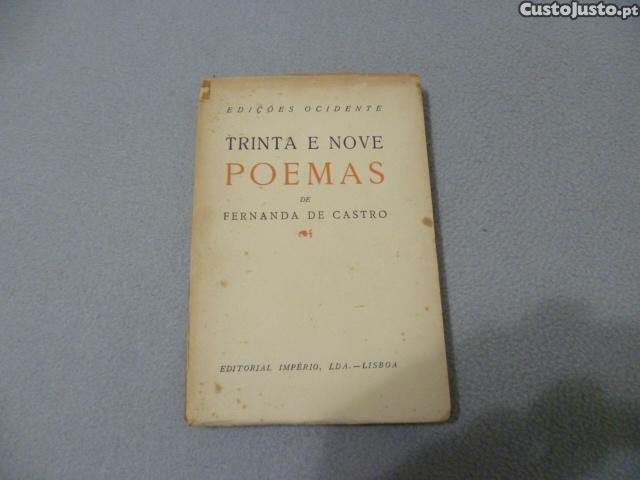 CustoJusto.pt
EDIÇÕES OCIDENTE
TRINTA E NOVE
POEMAS
DE
FERNANDA DE CASTRO
EDITORIAL IMPÉRIO, LDA.—LISBOA